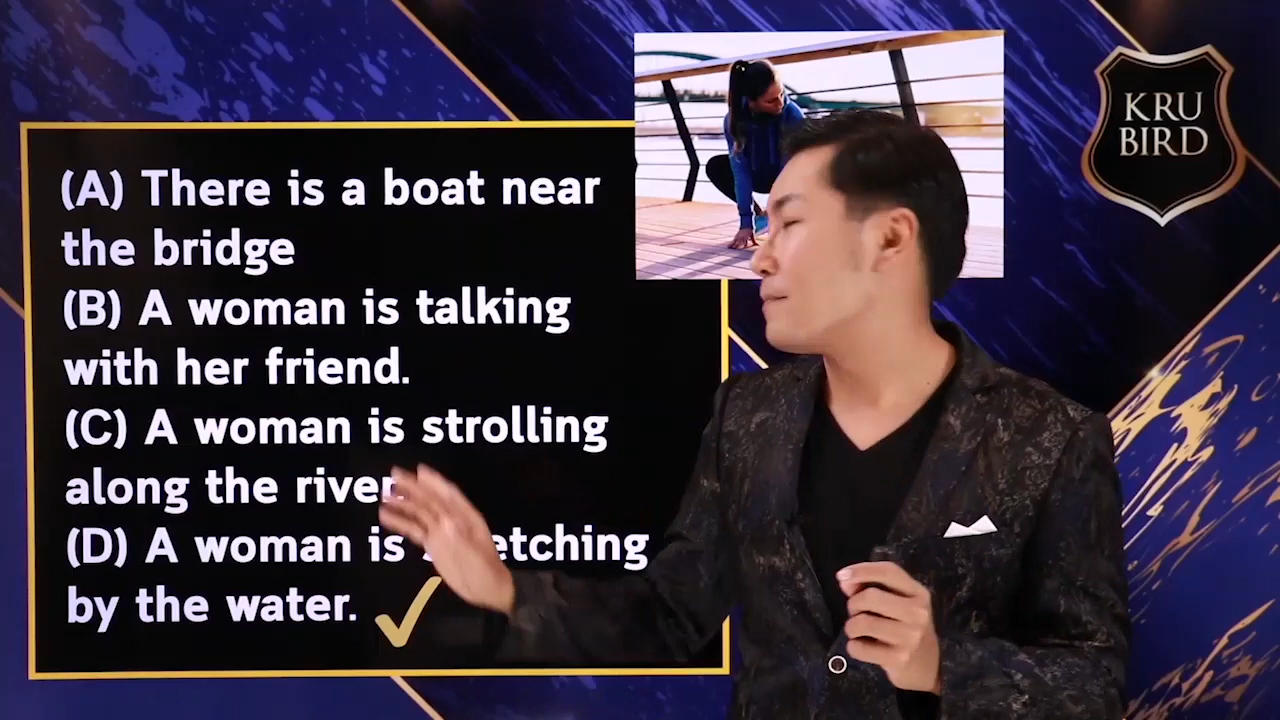 (A) There is a boat near
the bridge
(B) A woman is talking
with her friend.
(C) A woman is strolling
along the river
(D) A woman is
by the water.
KRU
BIRD